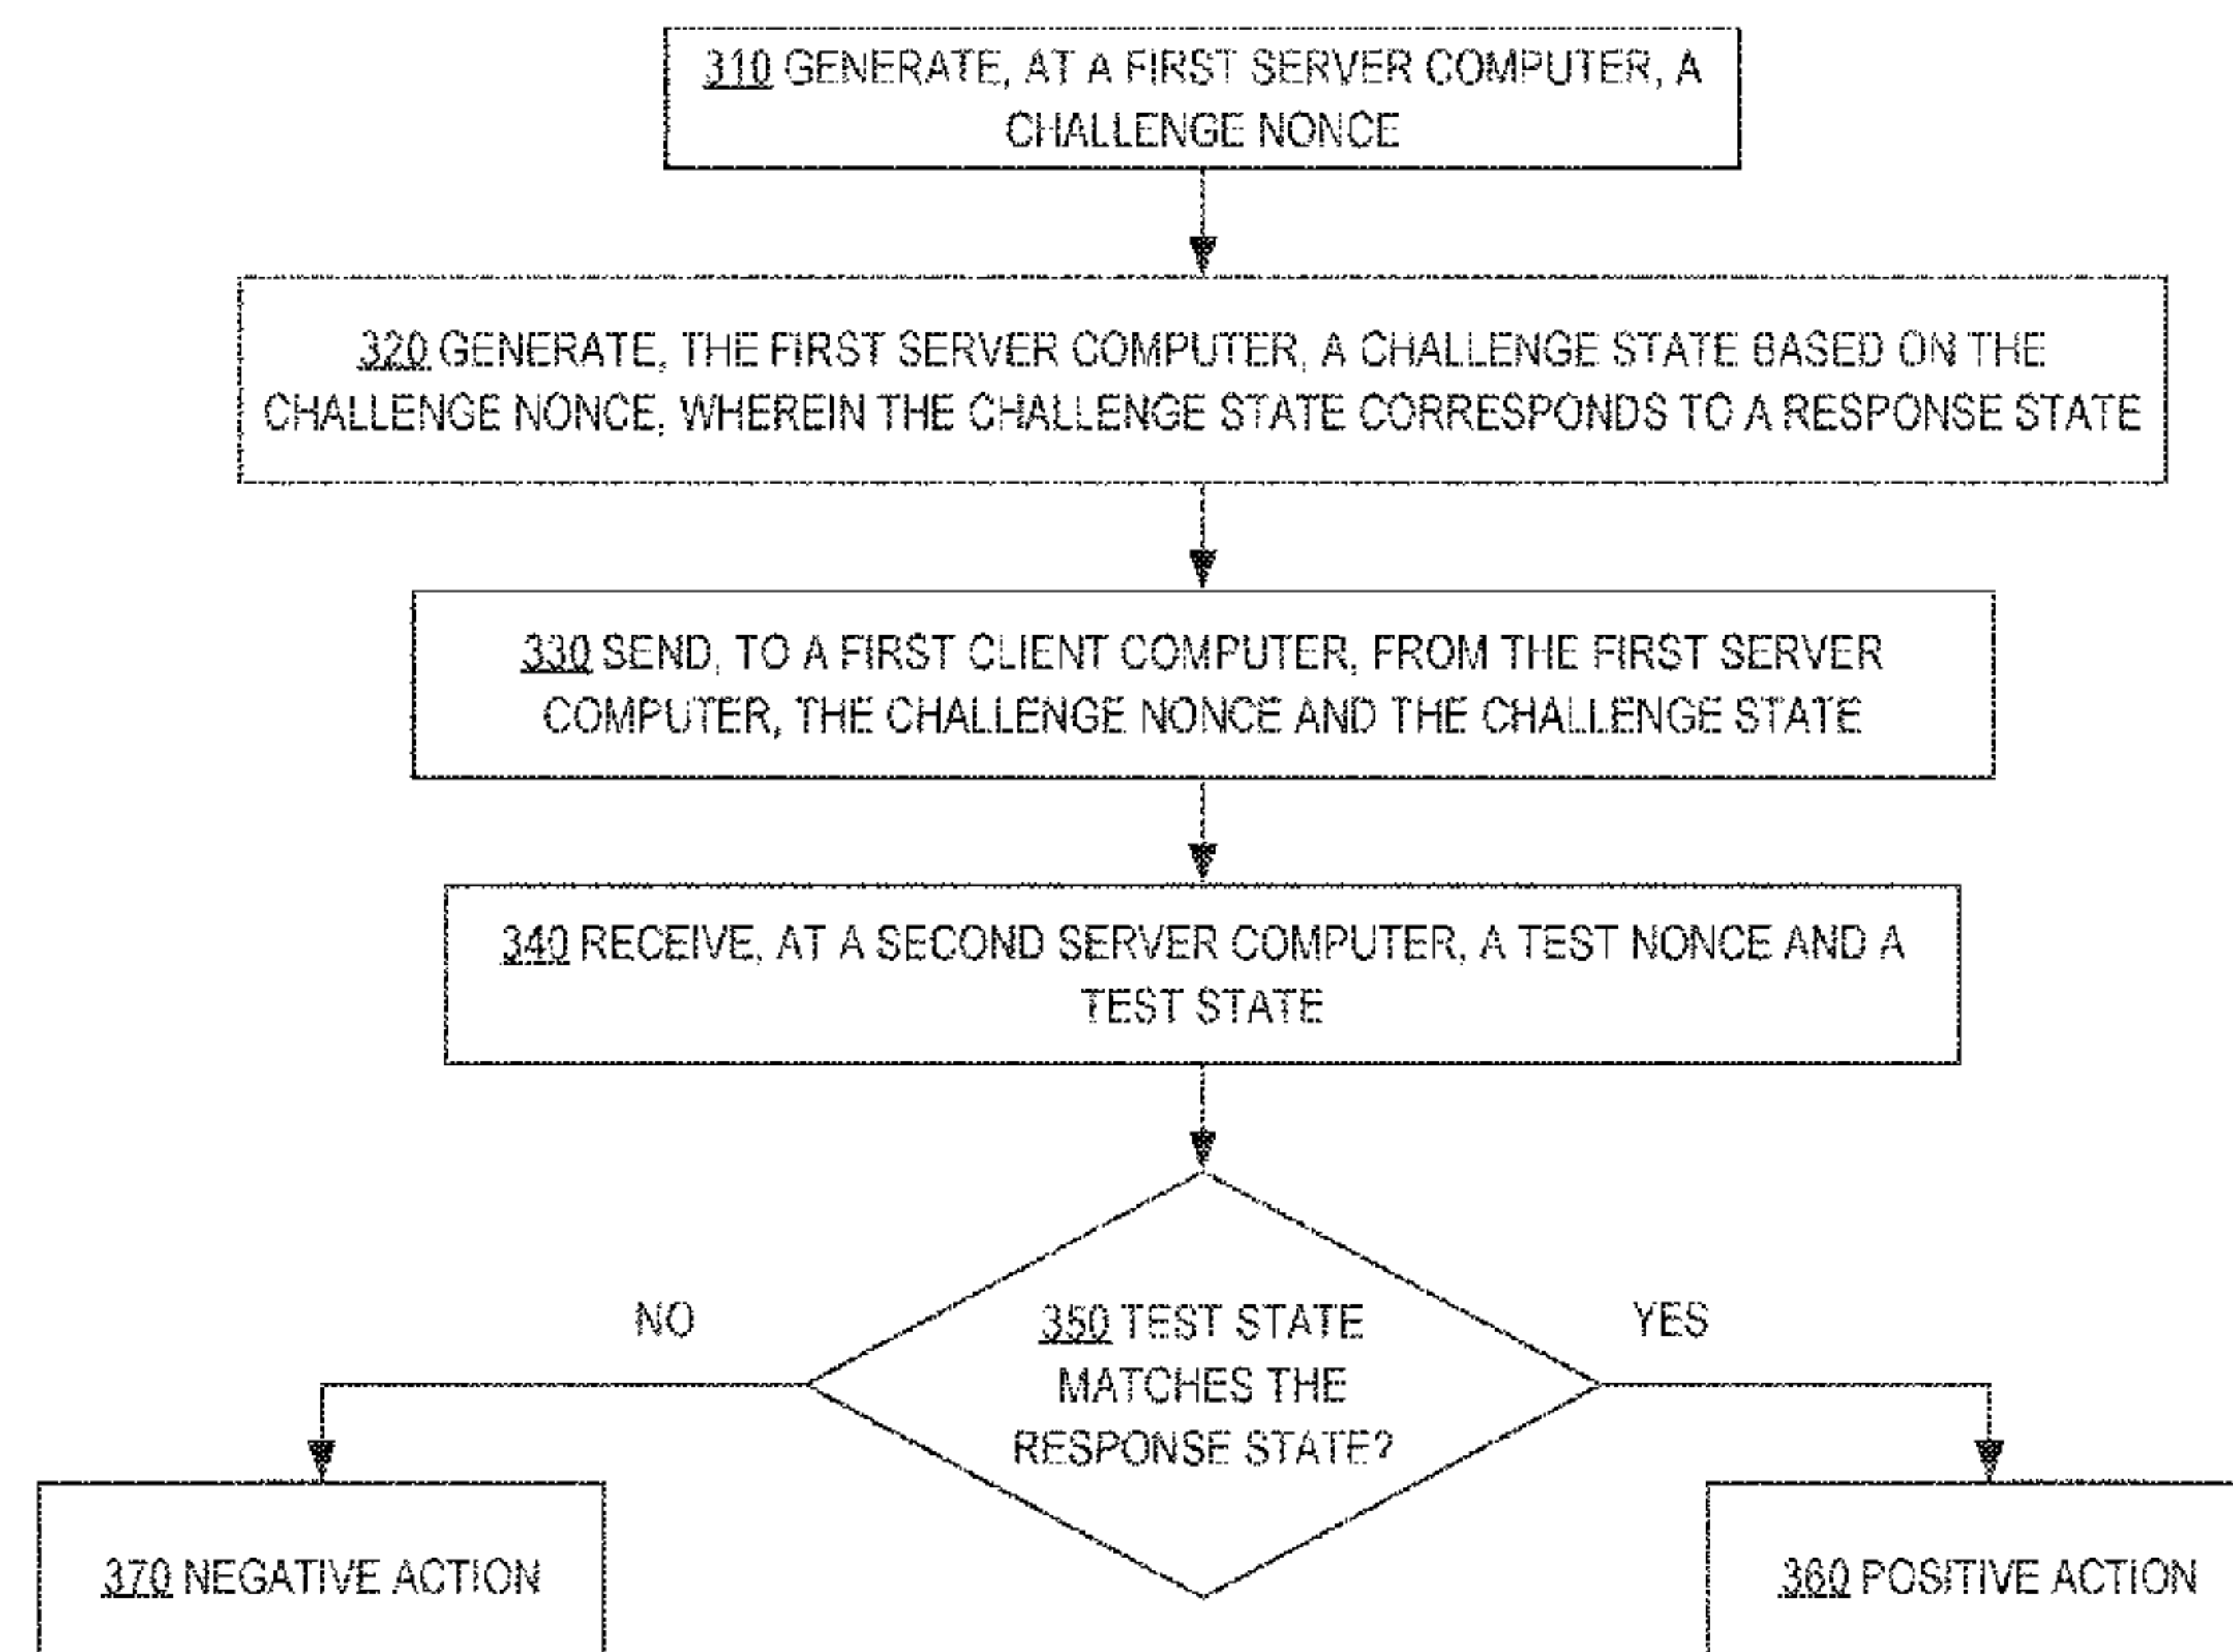 310 GENERATE, AT A FIRST SERVER COMPUTER, A
CHALLENGE NONCE
320 GENERATE, THE FIRST SERVER COMPUTER, A CHALLENGE STATE BASED ON THE
CHALLENGE NONCE, WHEREIN THE CHALLENGE STATE CORRESPONDS TO A RESPONSE STATE
330 SEND, TO A FIRST CLIENT COMPUTER, FROM THE FIRST SERVER
COMPUTER, THE CHALLENGE NONCE AND THE CHALLENGE STATE
340 RECEIVE, AT A SECOND SERVER COMPUTER, A TEST NONCE AND A
TEST STATE
NO
350 TEST STATE
MATCHES THE
RESPONSE STATE?
YES
370 NEGATIVE ACTION
360 POSITIVE ACTION